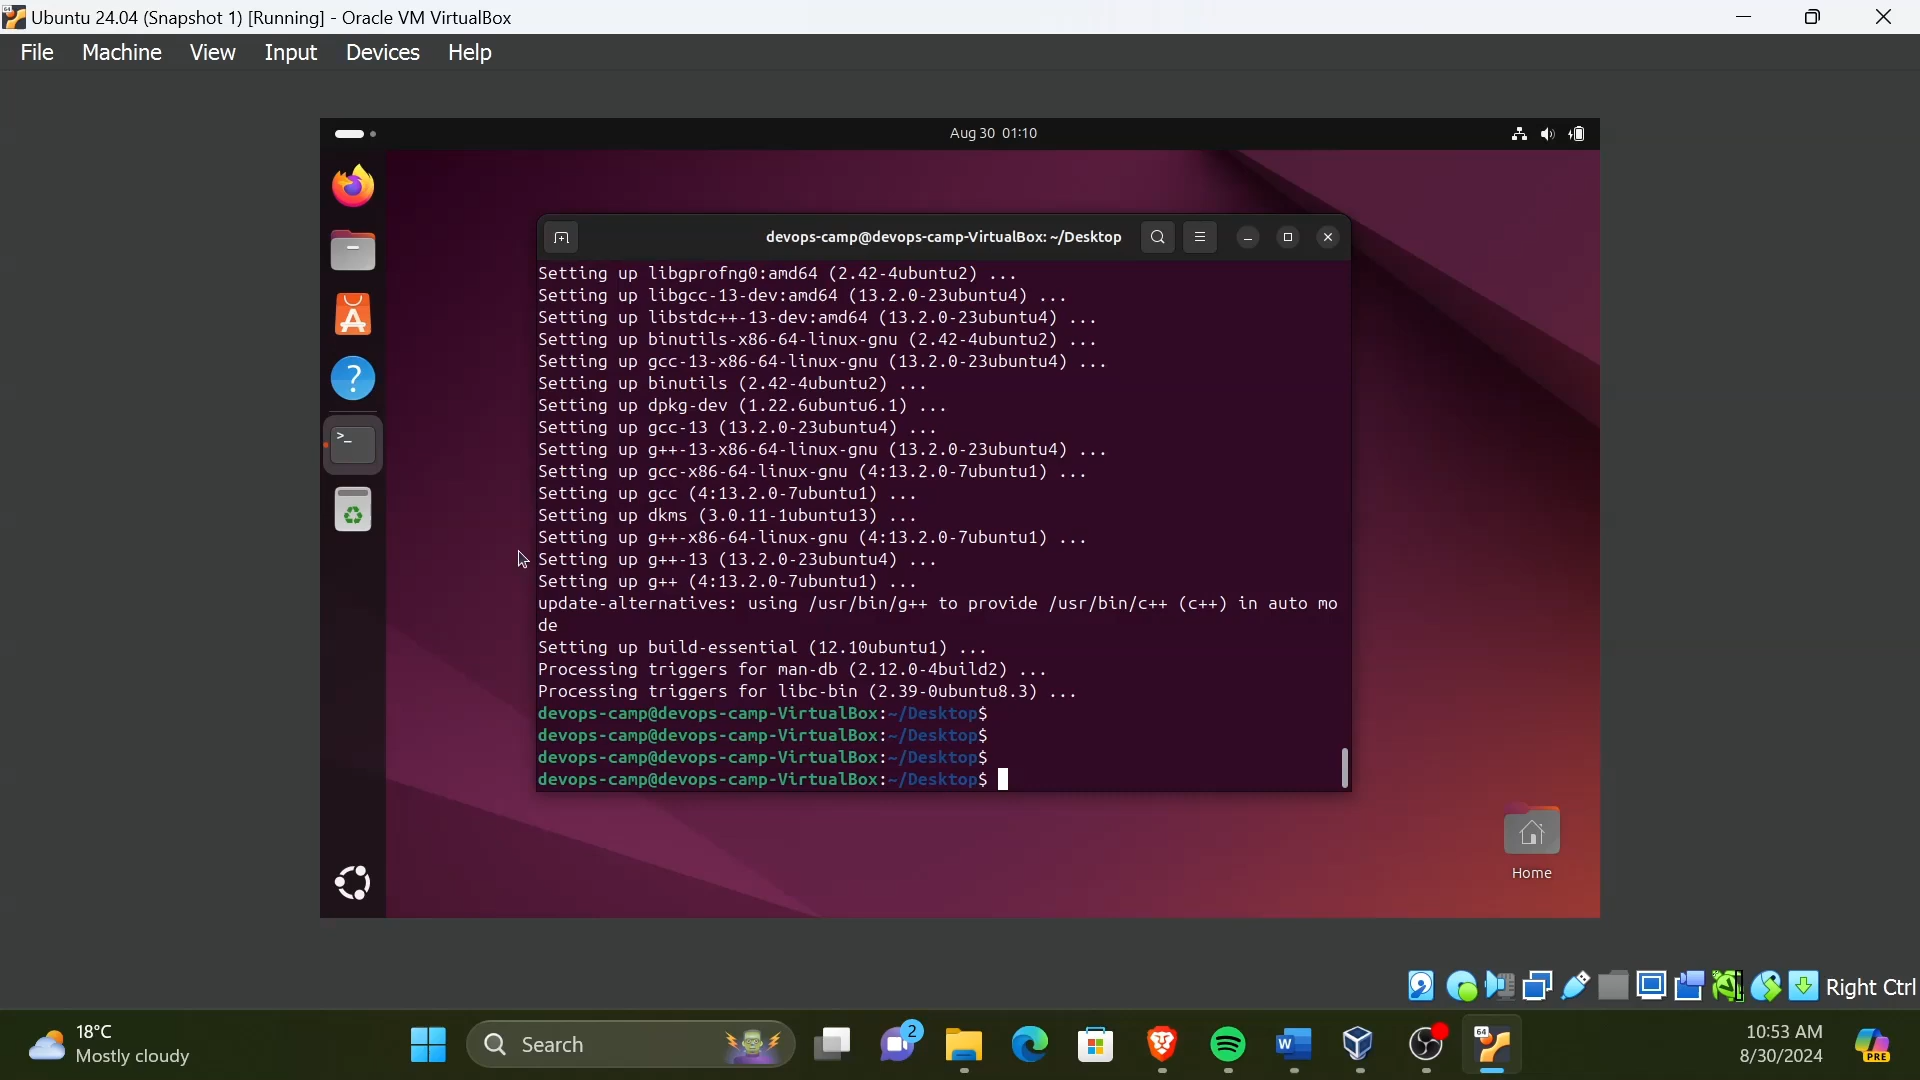 Ubuntu 24.04 (Snapshot 1) [Running] - Oracle VM VirtualBox
File Machine View Input Devices Help
Aug 30 01:10
devops-camp@devops-camp-VirtualBox: ~/Desktop
Setting up libgprofng0:amd64 (2.42-4ubuntu2) ...
Setting up libgcc-13-dev:amd64 (13.2.0-23ubuntu4) ...
Setting up libstdc++-13-dev:amd64 (13.2.0-23ubuntu4) ...
Setting up binutils-x86-64-linux-gnu (2.42-4ubuntu2) ...
Setting up gcc-13-x86-64-linux-gnu (13.2.0-23ubuntu4) ...
Setting up binutils (2.42-4ubuntu2) ...
Setting up dpkg-dev (1.22.6ubuntu6.1) ...
Setting up gcc-13 (13.2.0-23ubuntu4) ...
Setting up g++-13-x86-64-linux-gnu (13.2.0-23ubuntu4) ...
Setting up gcc-x86-64-linux-gnu (4:13.2.0-7ubuntu1) ...
Setting up gcc (4:13.2.0-7ubuntu1) ...
Setting up dkms (3.0.11-1ubuntu13) ...
Setting up g++-x86-64-linux-gnu (4:13.2.0-7ubuntu1) ...
Setting up g++-13 (13.2.0-23ubuntu4) ...
Setting up g++ (4:13.2.0-7ubuntu1) ...
update-alternatives: using /usr/bin/g++ to provide /usr/bin/c++ (c++) in auto mo
de
Setting up build-essential (12.10ubuntu1) ...
Processing triggers for man-db (2.12.0-4build2) ...
Processing triggers for libc-bin (2.39-0ubuntu8.3) ...
devops-camp@devops-camp-VirtualBox:~/Desktop$
devops-camp@devops-camp-VirtualBox:~/Desktop$
devops-camp@devops-camp-VirtualBox:~/Desktop$
devops-camp@devops-camp-VirtualBox:~/Desktop$
Home
Right Ctrl
18°C
Mostly cloudy
Search
2
64
10:53 AM
8/30/2024
PRE